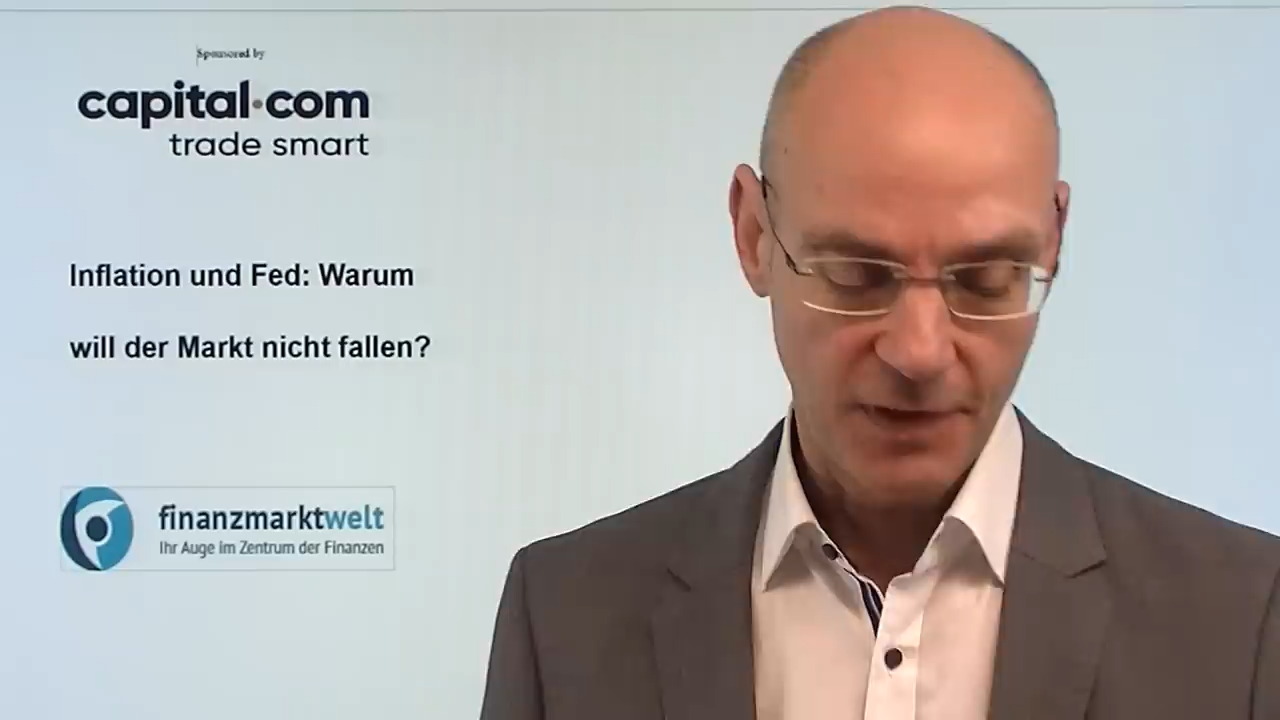 Sponsored by
capital.com
trade smart
Inflation und Fed: Warum
will der Markt nicht fallen?
finanzmarktwelt
Ihr Auge im Zentrum der Finanzen